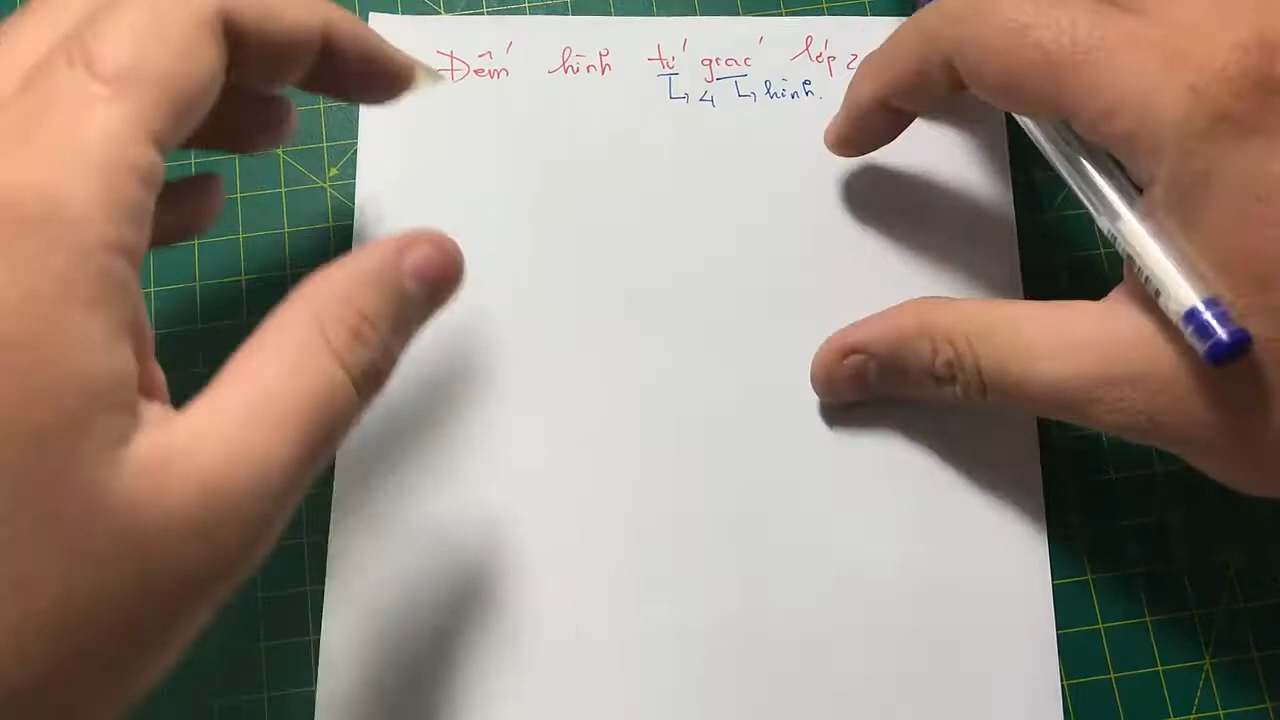 Đếm hình tứ giác lớp 2
↳ 4 ↳ hình.